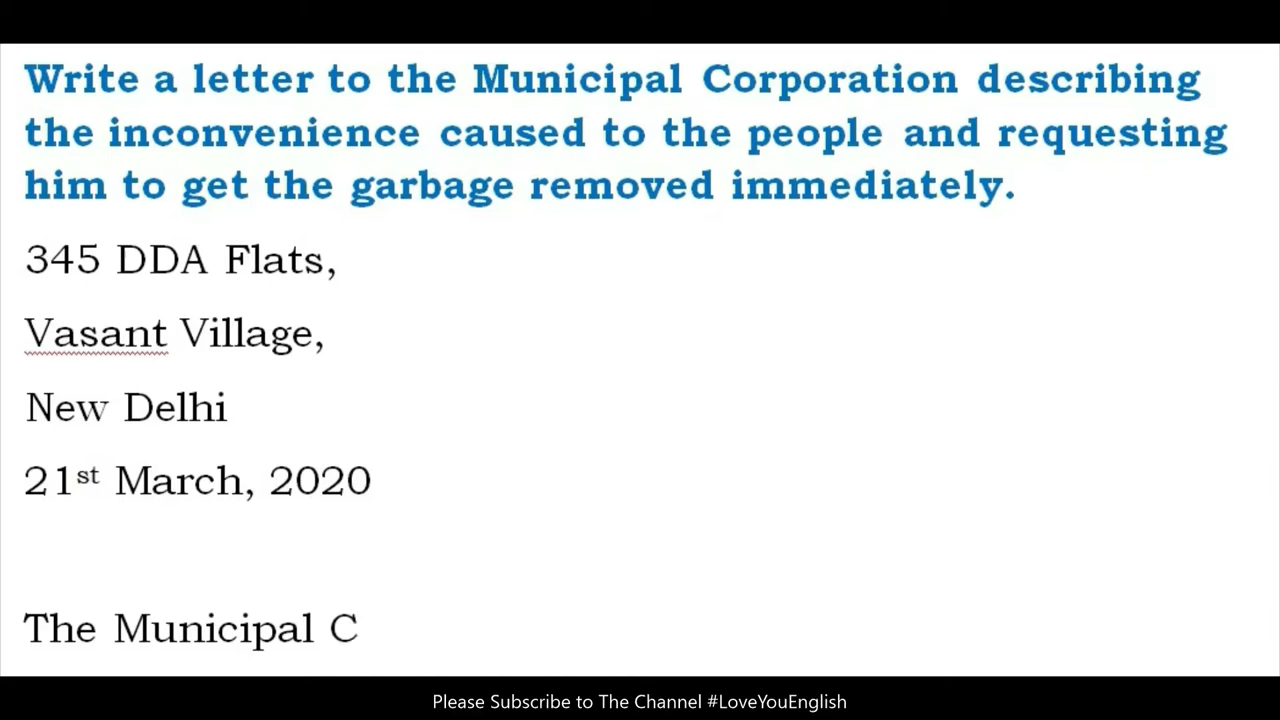 Write a letter to the Municipal Corporation describing
the inconvenience caused to the people and requesting
him to get the garbage removed immediately.
345 DDA Flats,
Vasant Village,
New Delhi
21st March, 2020
The Municipal C
Please Subscribe to The Channel #LoveYouEnglish